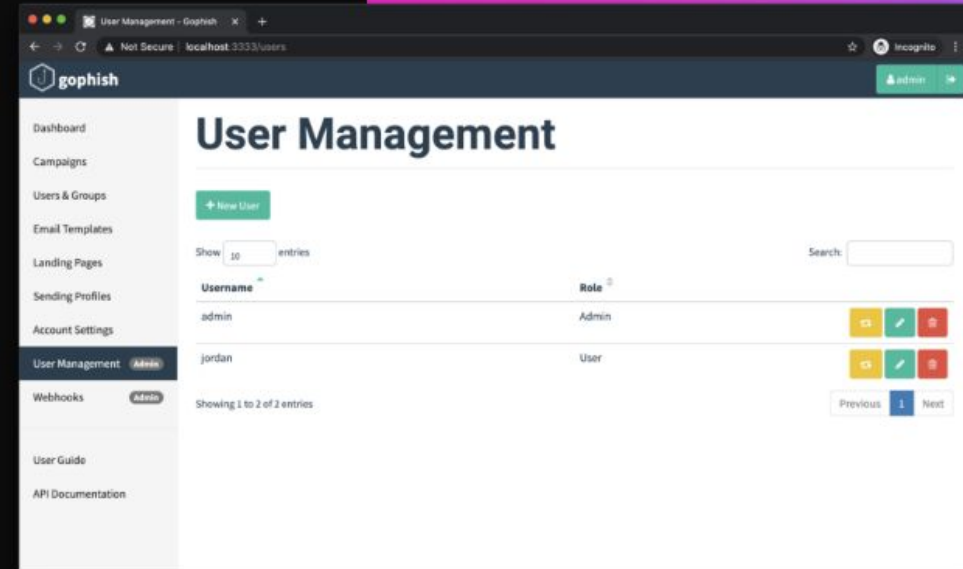 User Management - Gophish
Not Secure | localhost:3333/users
Incognito
gophish
admin
Dashboard
Campaigns
Users & Groups
Email Templates
Landing Pages
Sending Profiles
Account Settings
User Management Admin
Webhooks Admin
User Guide
API Documentation
User Management
+ New User
Show 10 entries
Search:
Username Role
admin Admin
jordan User
Showing 1 to 2 of 2 entries
Previous 1 Next